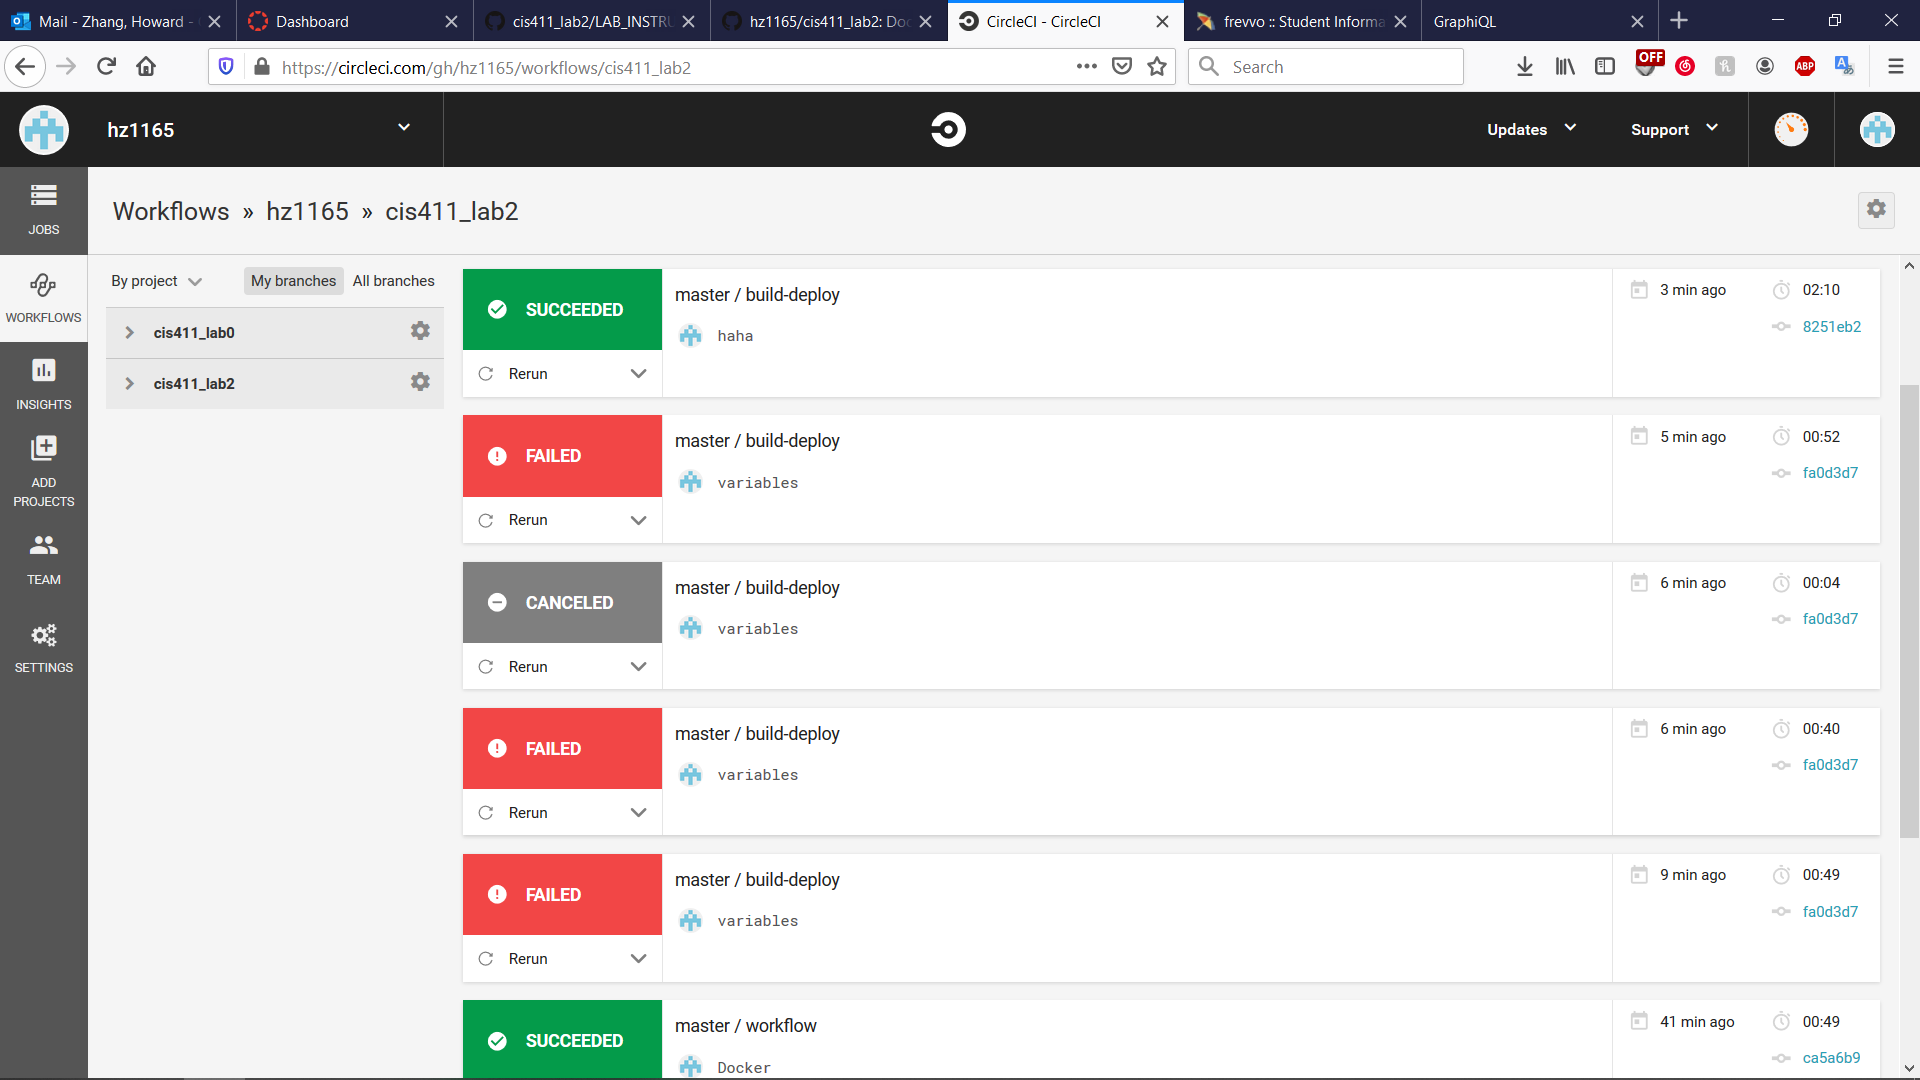 Mail - Zhang, Howard -
Dashboard
cis411_lab2/LAB_INSTRU
hz1165/cis411_lab2: Doc
CircleCI - CircleCI
frevvo :: Student Informa
GraphiQL
https://circleci.com/gh/hz1165/workflows/cis411_lab2
Search
OFF
ABP
hz1165
Updates
Support
JOBS
WORKFLOWS
INSIGHTS
ADD
PROJECTS
TEAM
SETTINGS
Workflows » hz1165 » cis411_lab2
By project
My branches
All branches
cis411_lab0
cis411_lab2
SUCCEEDED
Rerun
master / build-deploy
haha
3 min ago
02:10
8251eb2
FAILED
Rerun
master / build-deploy
variables
5 min ago
00:52
fa0d3d7
CANCELED
Rerun
master / build-deploy
variables
6 min ago
00:04
fa0d3d7
FAILED
Rerun
master / build-deploy
variables
6 min ago
00:40
fa0d3d7
FAILED
Rerun
master / build-deploy
variables
9 min ago
00:49
fa0d3d7
SUCCEEDED
master / workflow
Docker
41 min ago
00:49
ca5a6b9